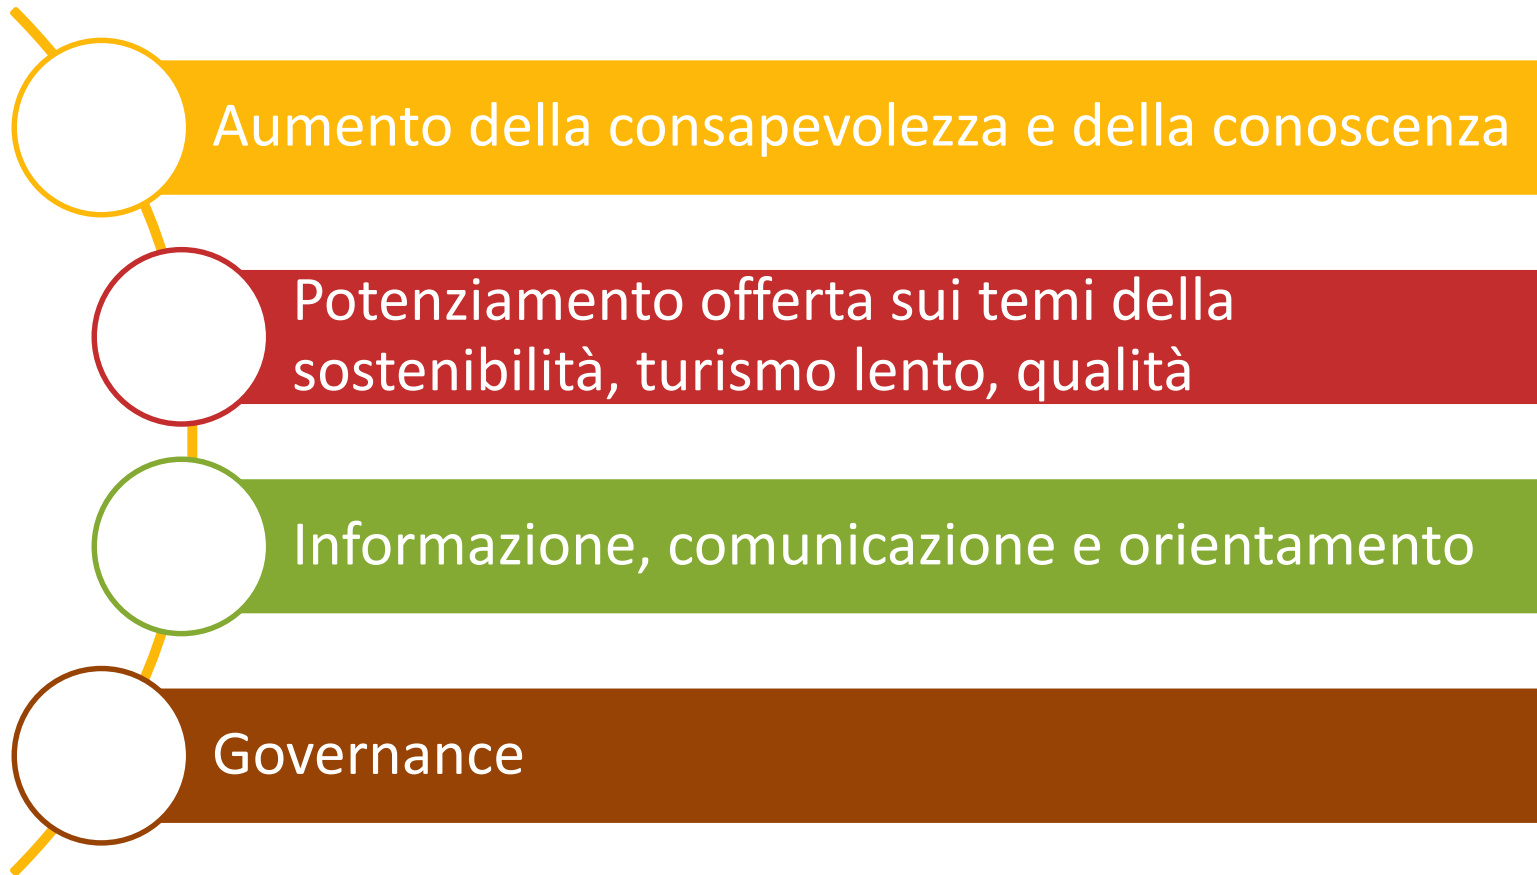 Aumento della consapevolezza e della conoscenza
Potenziamento offerta sui temi della
sostenibilità, turismo lento, qualità
Informazione, comunicazione e orientamento
Governance